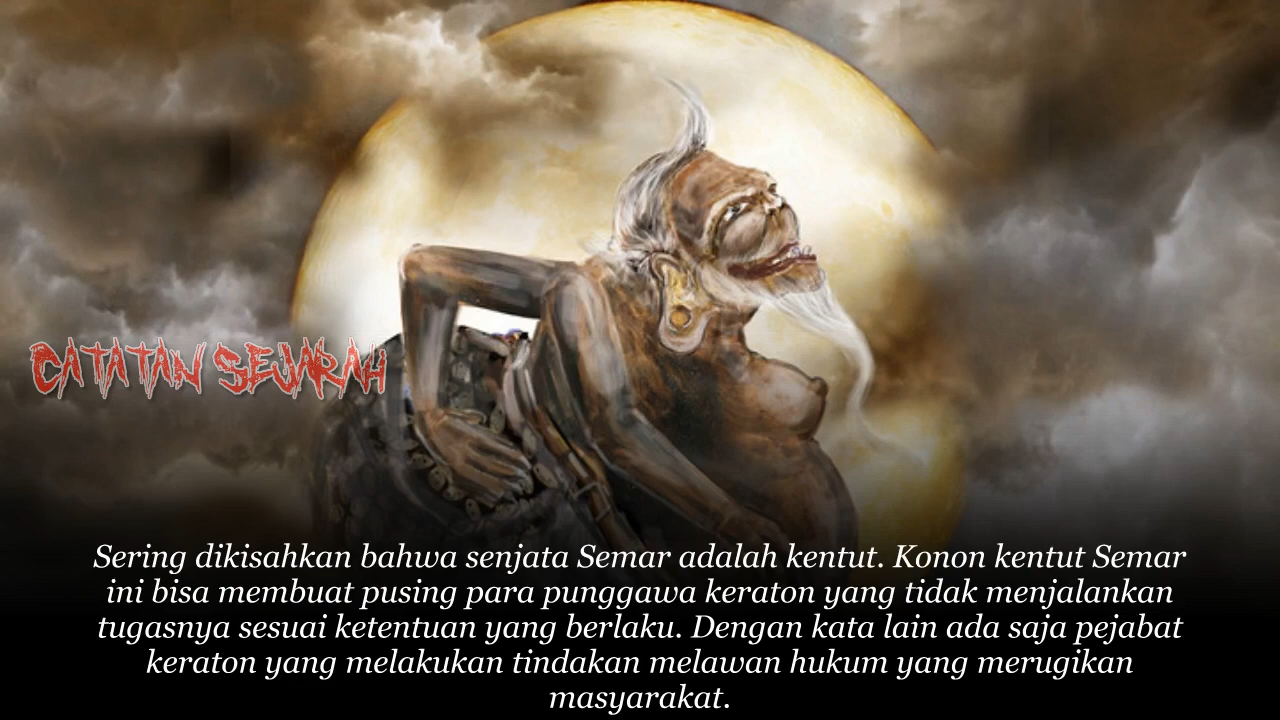 CATATAN SEJARAH
Sering dikisahkan bahwa senjata Semar adalah kentut. Konon kentut Semar
ini bisa membuat pusing para punggawa keraton yang tidak menjalankan
tugasnya sesuai ketentuan yang berlaku. Dengan kata lain ada saja pejabat
keraton yang melakukan tindakan melawan hukum yang merugikan
masyarakat.